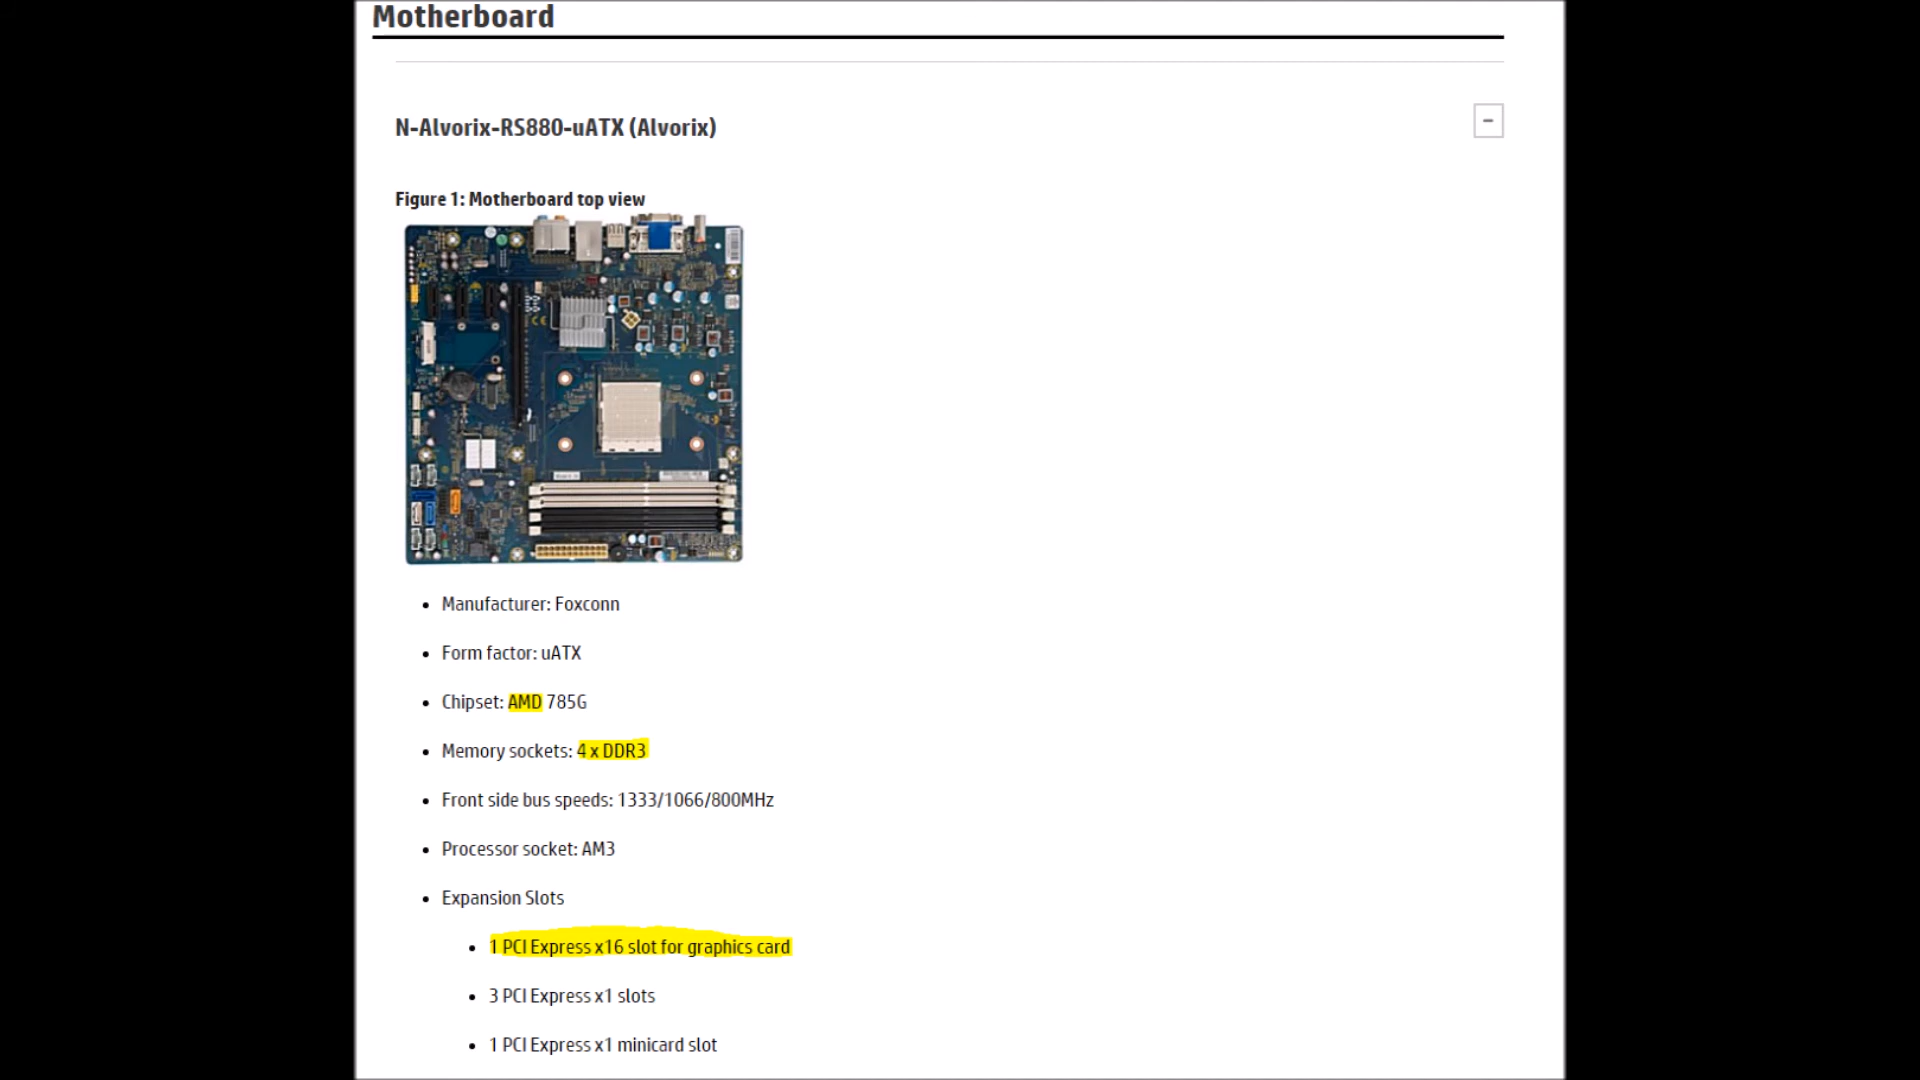 Motherboard
N-Alvorix-RS880-uATX (Alvorix)
Figure 1: Motherboard top view
Manufacturer: Foxconn
Form factor: uATX
Chipset: AMD 785G
Memory sockets: 4 x DDR3
Front side bus speeds: 1333/1066/800MHz
Processor socket: AM3
Expansion Slots
1 PCI Express x16 slot for graphics card
3 PCI Express x1 slots
1 PCI Express x1 minicard slot